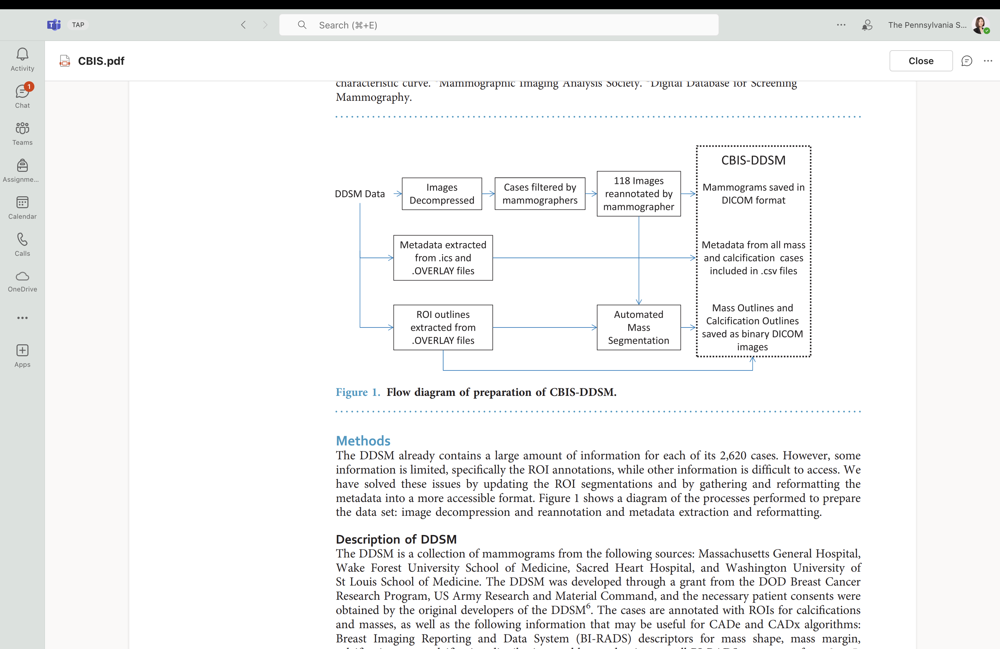 TAP
Search (⌘+E)
The Pennsylvania S...
Activity
1
Chat
Teams
Assignme...
Calendar
Calls
OneDrive
Apps
CBIS.pdf
Close
characteristic curve. Mammographic Imaging Analysis Society. Digital Database for Screening
Mammography.
DDSM Data
Images
Decompressed
Cases filtered by
mammographers
118 Images
reannotated by
mammographer
CBIS-DDSM
Mammograms saved in
DICOM format
Metadata extracted
from .ics and
.OVERLAY files
Metadata from all mass
and calcification cases
included in .csv files
ROI outlines
extracted from
.OVERLAY files
Automated
Mass
Segmentation
Mass Outlines and
Calcification Outlines
saved as binary DICOM
images
Figure 1. Flow diagram of preparation of CBIS-DDSM.
Methods
The DDSM already contains a large amount of information for each of its 2,620 cases. However, some
information is limited, specifically the ROI annotations, while other information is difficult to access. We
have solved these issues by updating the ROI segmentations and by gathering and reformatting the
metadata into a more accessible format. Figure 1 shows a diagram of the processes performed to prepare
the data set: image decompression and reannotation and metadata extraction and reformatting.
Description of DDSM
The DDSM is a collection of mammograms from the following sources: Massachusetts General Hospital,
Wake Forest University School of Medicine, Sacred Heart Hospital, and Washington University of
St Louis School of Medicine. The DDSM was developed through a grant from the DOD Breast Cancer
Research Program, US Army Research and Material Command, and the necessary patient consents were
obtained by the original developers of the DDSM⁶. The cases are annotated with ROIs for calcifications
and masses, as well as the following information that may be useful for CADe and CADx algorithms:
Breast Imaging Reporting and Data System (BI-RADS) descriptors for mass shape, mass margin,